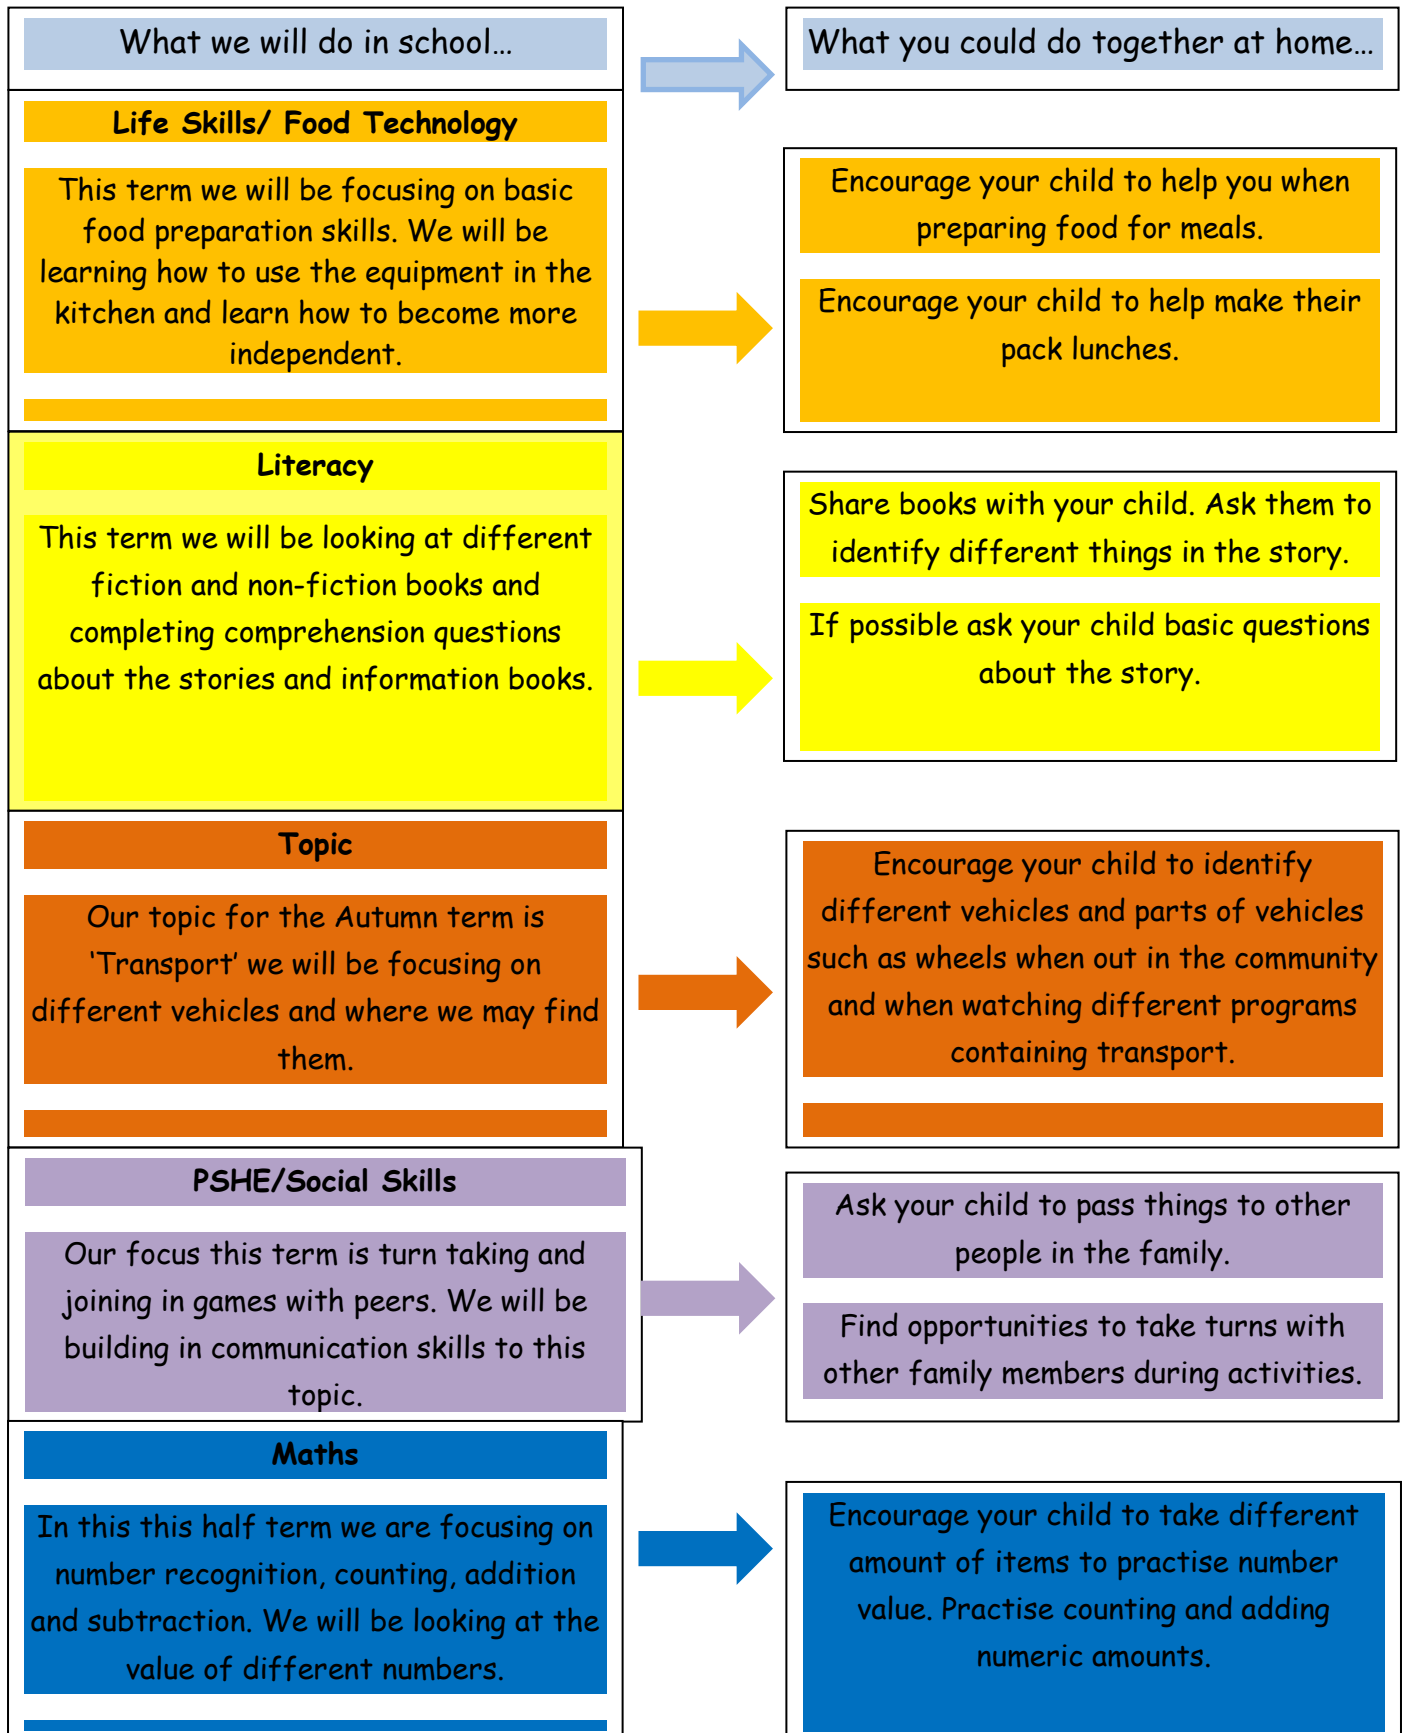 What we will do in school…
What you could do together at home…
Life Skills/ Food Technology
This term we will be focusing on basic
food preparation skills. We will be
learning how to use the equipment in the
kitchen and learn how to become more
independent.
Encourage your child to help you when
preparing food for meals.
Encourage your child to help make their
pack lunches.
Literacy
This term we will be looking at different
fiction and non-fiction books and
completing comprehension questions
about the stories and information books.
Share books with your child. Ask them to
identify different things in the story.
If possible ask your child basic questions
about the story.
Topic
Our topic for the Autumn term is
‘Transport’ we will be focusing on
different vehicles and where we may find
them.
Encourage your child to identify
different vehicles and parts of vehicles
such as wheels when out in the community
and when watching different programs
containing transport.
PSHE/Social Skills
Our focus this term is turn taking and
joining in games with peers. We will be
building in communication skills to this
topic.
Ask your child to pass things to other
people in the family.
Find opportunities to take turns with
other family members during activities.
Maths
In this this half term we are focusing on
number recognition, counting, addition
and subtraction. We will be looking at the
value of different numbers.
Encourage your child to take different
amount of items to practise number
value. Practise counting and adding
numeric amounts.